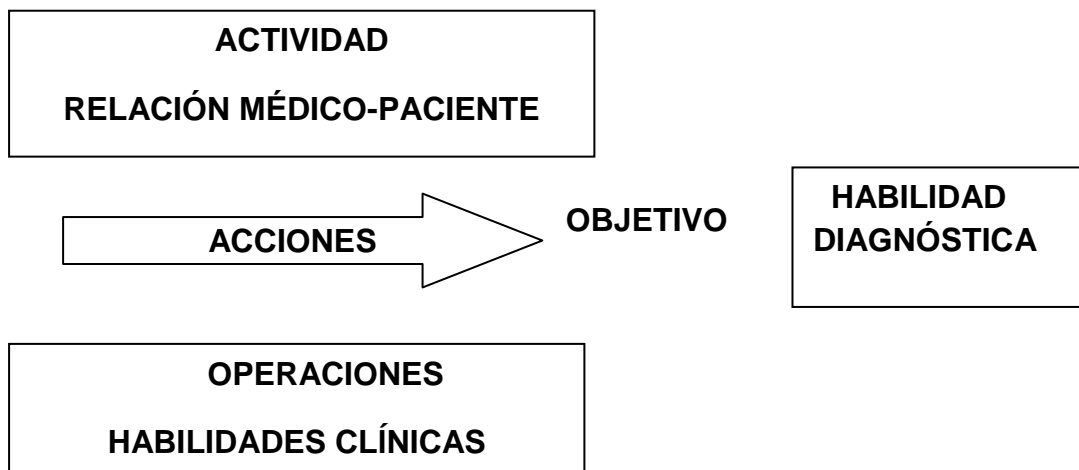 ACTIVIDAD
RELACIÓN MÉDICO-PACIENTE
ACCIONES
OBJETIVO
HABILIDAD
DIAGNÓSTICA
OPERACIONES
HABILIDADES CLÍNICAS